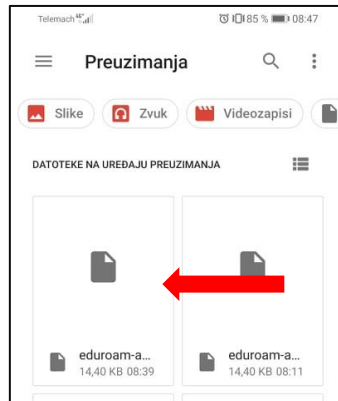 Telemach 85 % 08:47
Preuzimanja
Slike Zvuk Videozapisi
DATOTEKE NA UREĐAJU PREUZIMANJA
eduroam-a... eduroam-a...
14,40 KB 08:39 14,40 KB 08:11